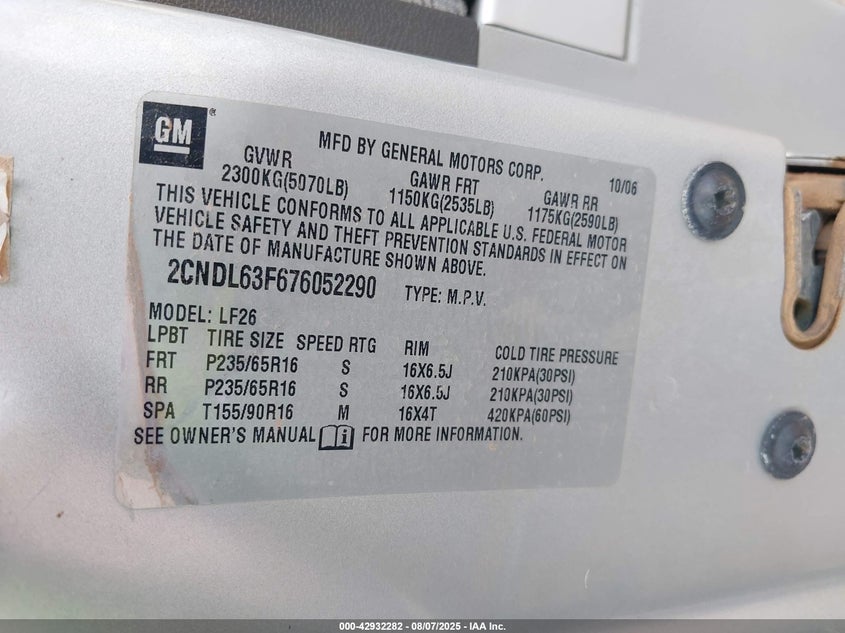 GM®
MFD BY GENERAL MOTORS CORP. 10/06
GVWR GAWR FRT GAWR RR
2300KG(5070LB) 1150KG(2535LB) 1175KG(2590LB)
THIS VEHICLE CONFORMS TO ALL APPLICABLE U.S. FEDERAL MOTOR
VEHICLE SAFETY AND THEFT PREVENTION STANDARDS IN EFFECT ON
THE DATE OF MANUFACTURE SHOWN ABOVE.
2CNDL63F676052290 TYPE: M.P.V.
MODEL: LF26
LPBT TIRE SIZE SPEED RTG RIM COLD TIRE PRESSURE
FRT P235/65R16 S 16X6.5J 210KPA(30PSI)
RR P235/65R16 S 16X6.5J 210KPA(30PSI)
SPA T155/90R16 M 16X4T 420KPA(60PSI)
SEE OWNER'S MANUAL FOR MORE INFORMATION.
000-42932282 - 08/07/2025 - IAA Inc.